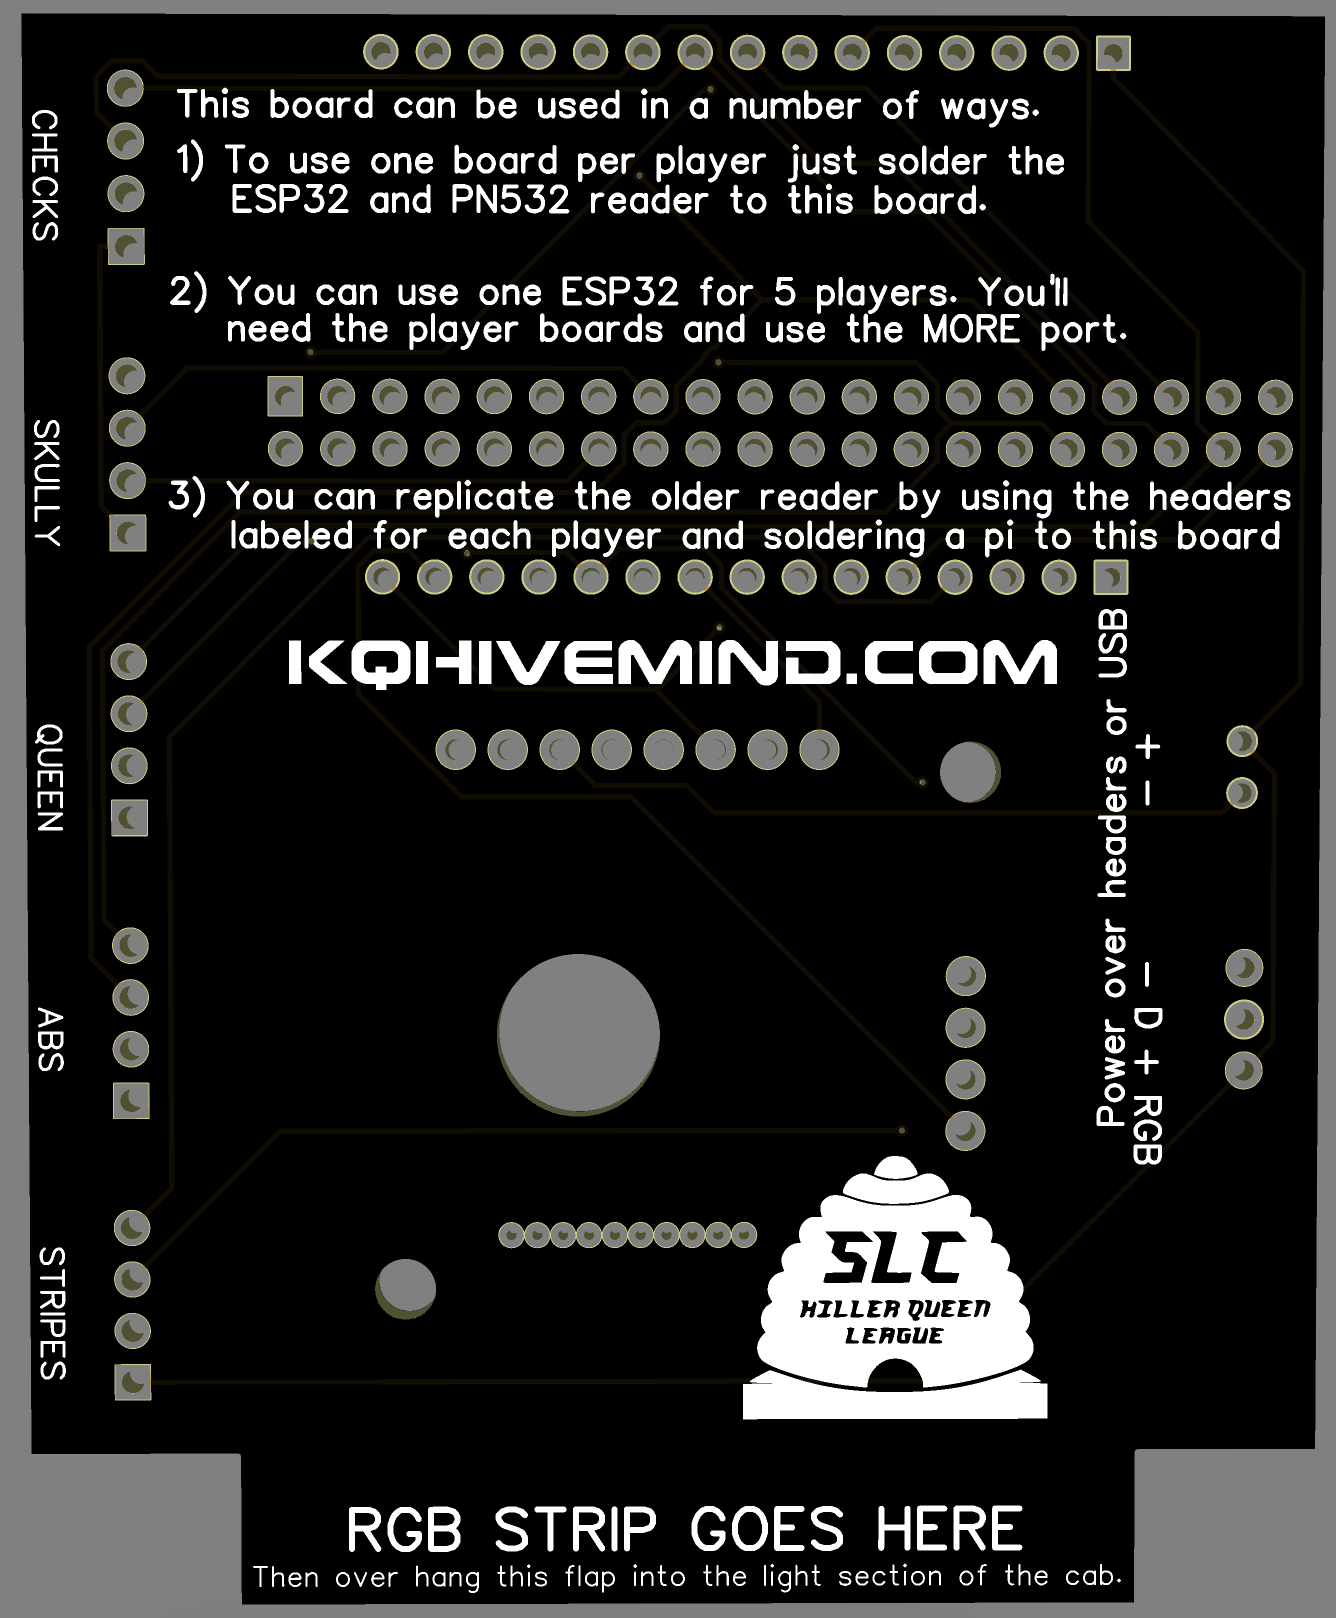 This board can be used in a number of ways.
1) To use one board per player just solder the
ESP32 and PN532 reader to this board.
2) You can use one ESP32 for 5 players. You'll
need the player boards and use the MORE port.
3) You can replicate the older reader by using the headers
labeled for each player and soldering a pi to this board
CHECKS
SKULLY
QUEEN
ABS
STRIPES
KQHIVEMIND.COM
Power over headers or USB
- +
- D + RGB
SLC
KILLER QUEEN
LEAGUE
RGB STRIP GOES HERE
Then over hang this flap into the light section of the cab.